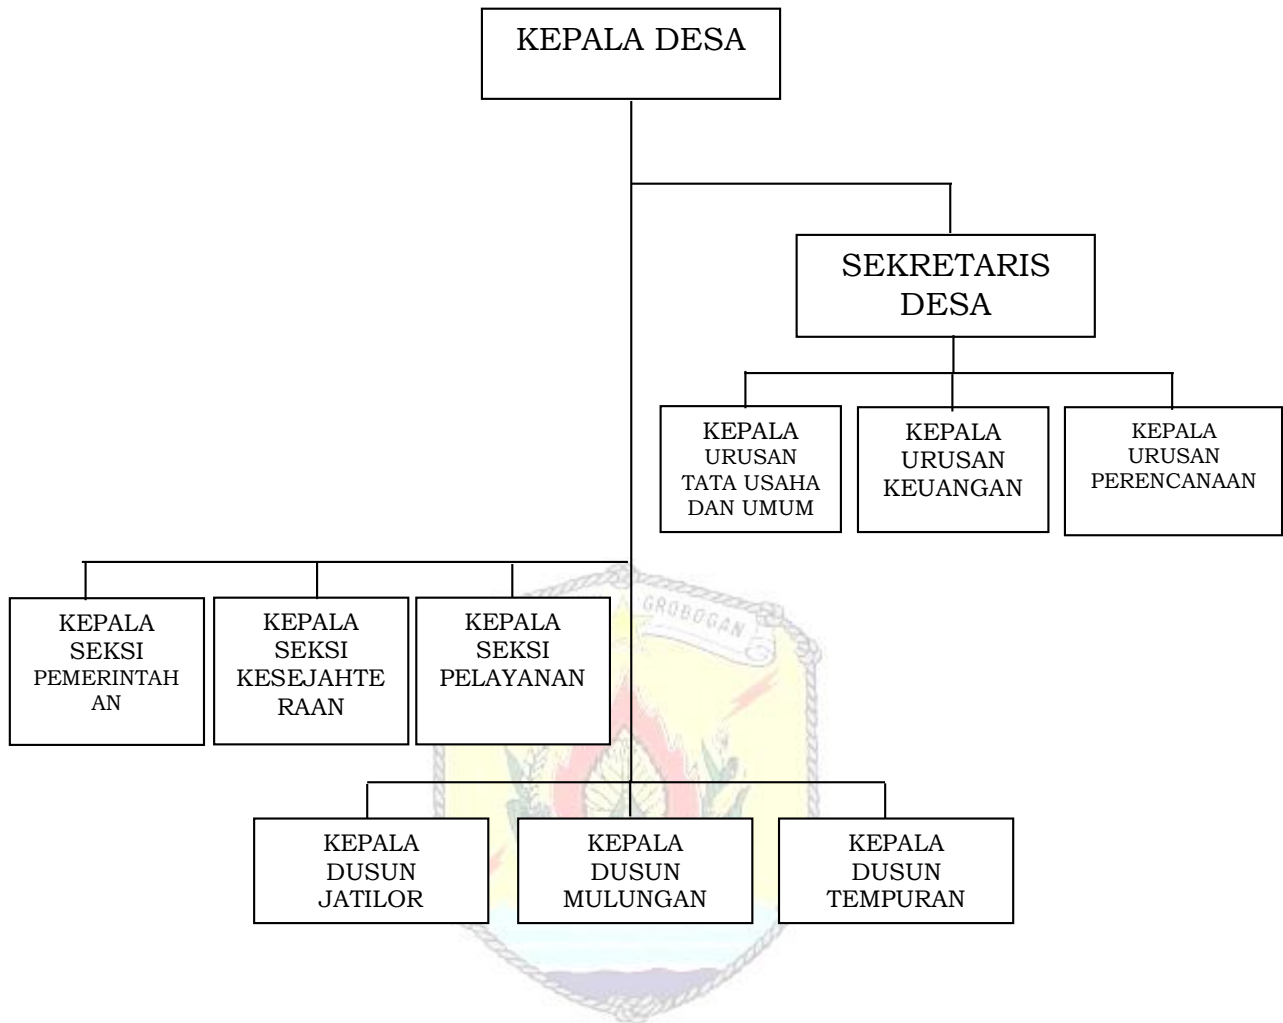 KEPALA DESA
SEKRETARIS
DESA
KEPALA
URUSAN
TATA USAHA
DAN UMUM
KEPALA
URUSAN
KEUANGAN
KEPALA
URUSAN
PERENCANAAN
KEPALA
SEKSI
PEMERINTAH
AN
KEPALA
SEKSI
KESEJAHTE
RAAN
KEPALA
SEKSI
PELAYANAN
GROBOGAN
KEPALA
DUSUN
JATILOR
KEPALA
DUSUN
MULUNGAN
KEPALA
DUSUN
TEMPURAN